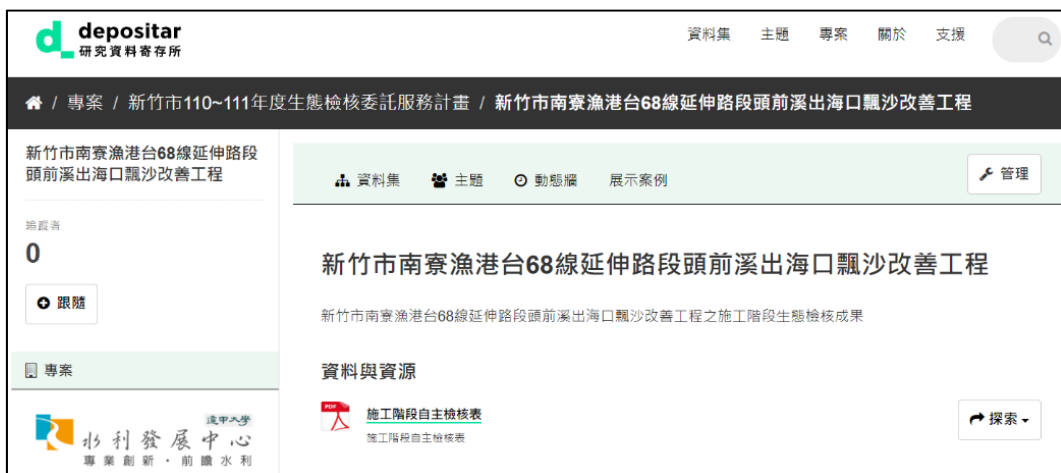 depositar
研究資料寄存所
資料集 主題 專案 關於 支援
/ 專案 / 新竹市110~111年度生態檢核委託服務計畫 / 新竹市南寮漁港台68線延伸路段頭前溪出海口飄沙改善工程
新竹市南寮漁港台68線延伸路段
頭前溪出海口飄沙改善工程
追蹤者
0
跟隨
專案
逢甲大學
水利發展中心
專業創新・前瞻水利
資料集 主題 動態牆 展示案例
管理
新竹市南寮漁港台68線延伸路段頭前溪出海口飄沙改善工程
新竹市南寮漁港台68線延伸路段頭前溪出海口飄沙改善工程之施工階段生態檢核成果
資料與資源
PDF
施工階段自主檢核表
施工階段自主檢核表
探索